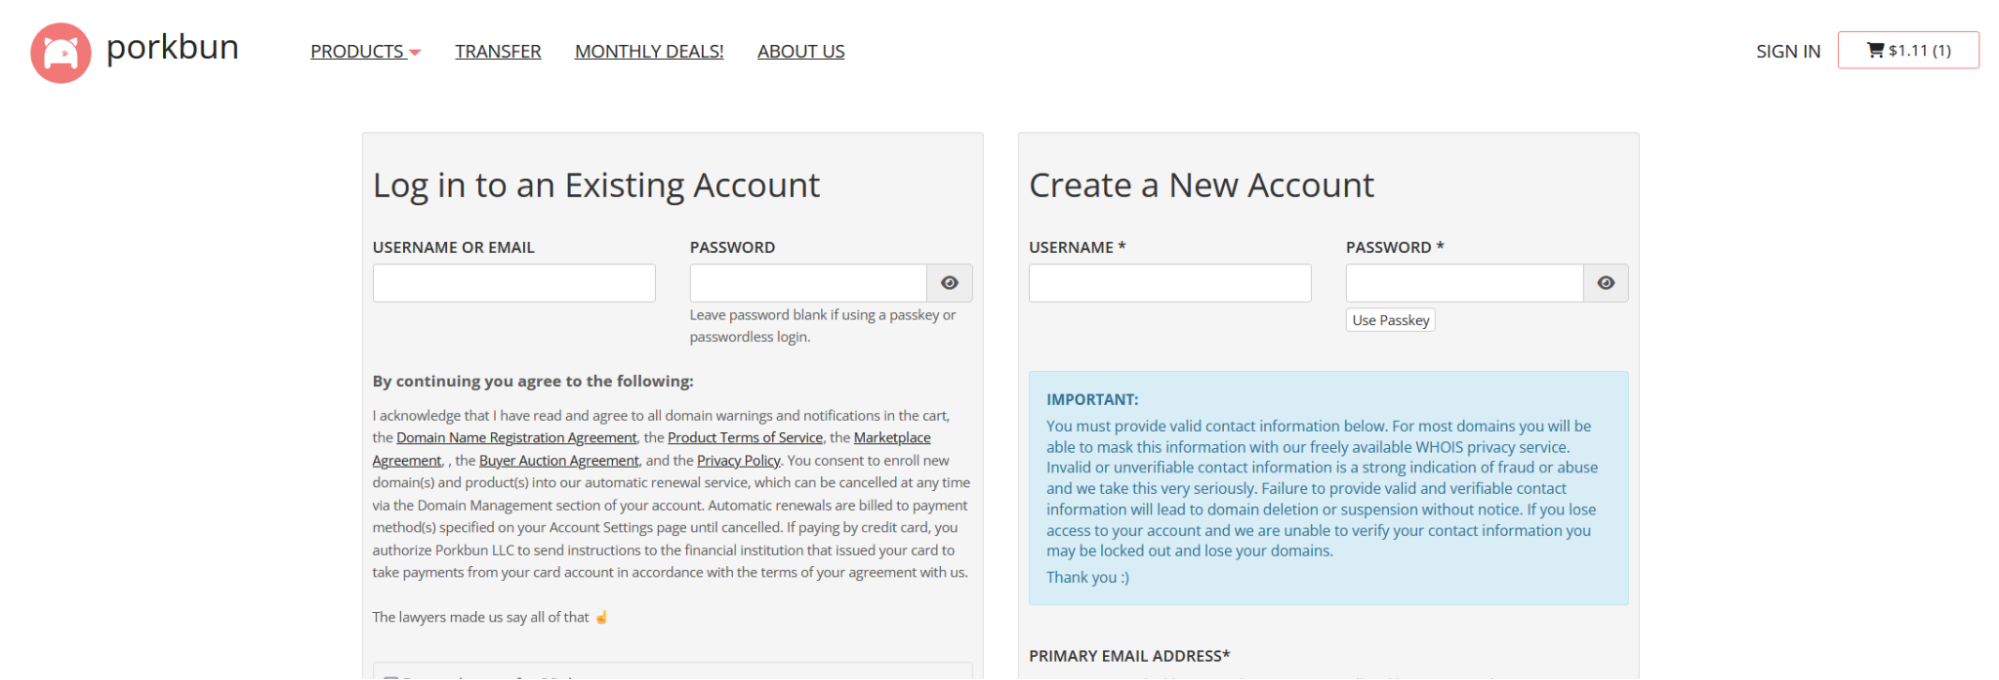 porkbun
PRODUCTS
TRANSFER
MONTHLY DEALS!
ABOUT US
SIGN IN
$1.11 (1)
Log in to an Existing Account
USERNAME OR EMAIL
PASSWORD
Leave password blank if using a passkey or
passwordless login.
By continuing you agree to the following:
I acknowledge that I have read and agree to all domain warnings and notifications in the cart,
the Domain Name Registration Agreement, the Product Terms of Service, the Marketplace
Agreement, , the Buyer Auction Agreement, and the Privacy Policy. You consent to enroll new
domain(s) and product(s) into our automatic renewal service, which can be cancelled at any time
via the Domain Management section of your account. Automatic renewals are billed to payment
method(s) specified on your Account Settings page until cancelled. If paying by credit card, you
authorize Porkbun LLC to send instructions to the financial institution that issued your card to
take payments from your card account in accordance with the terms of your agreement with us.
The lawyers made us say all of that ☝
Create a New Account
USERNAME *
PASSWORD *
Use Passkey
IMPORTANT:
You must provide valid contact information below. For most domains you will be
able to mask this information with our freely available WHOIS privacy service.
Invalid or unverifiable contact information is a strong indication of fraud or abuse
and we take this very seriously. Failure to provide valid and verifiable contact
information will lead to domain deletion or suspension without notice. If you lose
access to your account and we are unable to verify your contact information you
may be locked out and lose your domains.
Thank you :)
PRIMARY EMAIL ADDRESS*